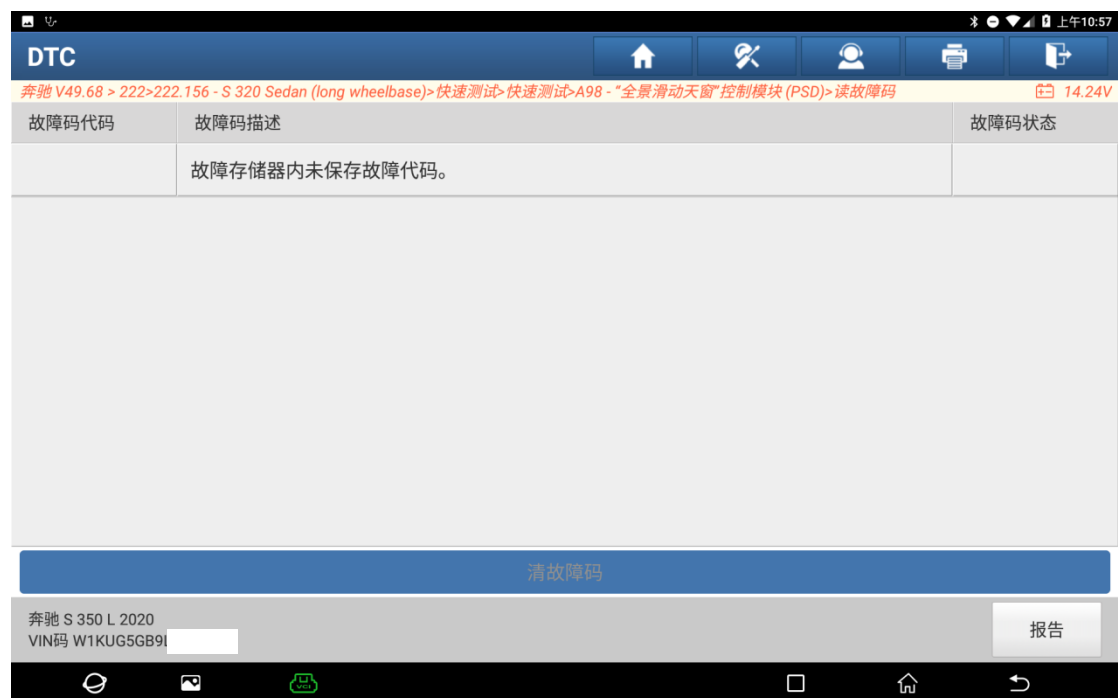 上午10:57
DTC
奔驰 V49.68 > 222>222.156 - S 320 Sedan (long wheelbase)>快速测试>快速测试>A98 - "全景滑动天窗"控制模块 (PSD)>读故障码 14.24V
故障码代码 故障码描述 故障码状态
故障存储器内未保存故障代码。
清故障码
奔驰 S 350 L 2020
VIN码 W1KUG5GB9L
报告
VCI